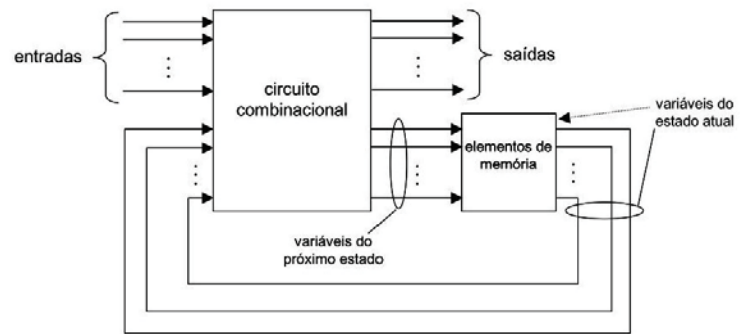 entradas
circuito
combinacional
saídas
variáveis do
estado atual
elementos de
memória
variáveis do
próximo estado